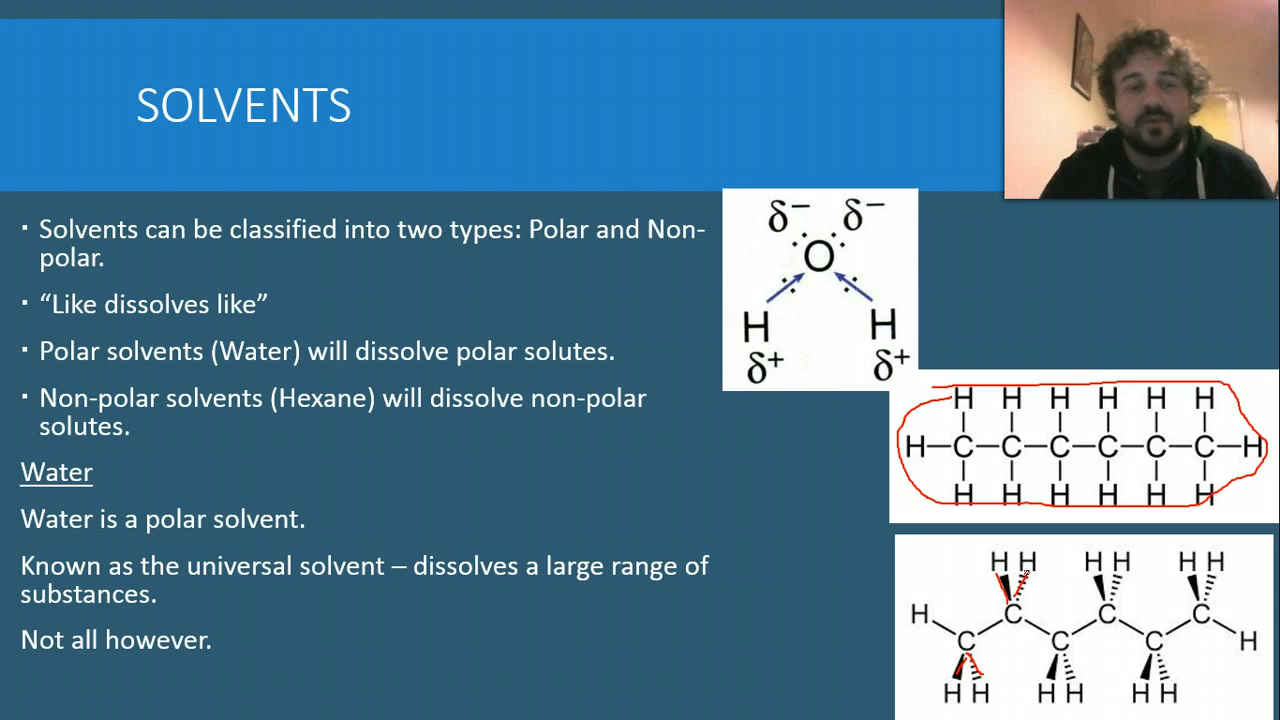 SOLVENTS
▪ Solvents can be classified into two types: Polar and Non-
polar.
▪ “Like dissolves like”
▪ Polar solvents (Water) will dissolve polar solutes.
▪ Non-polar solvents (Hexane) will dissolve non-polar
solutes.
Water
Water is a polar solvent.
Known as the universal solvent – dissolves a large range of
substances.
Not all however.
δ− δ−
O
H H
δ+ δ+
H H H H H H
H—C—C—C—C—C—C—H
H H H H H H
H H H H H H
H C C C
C C C H
H H H H H H